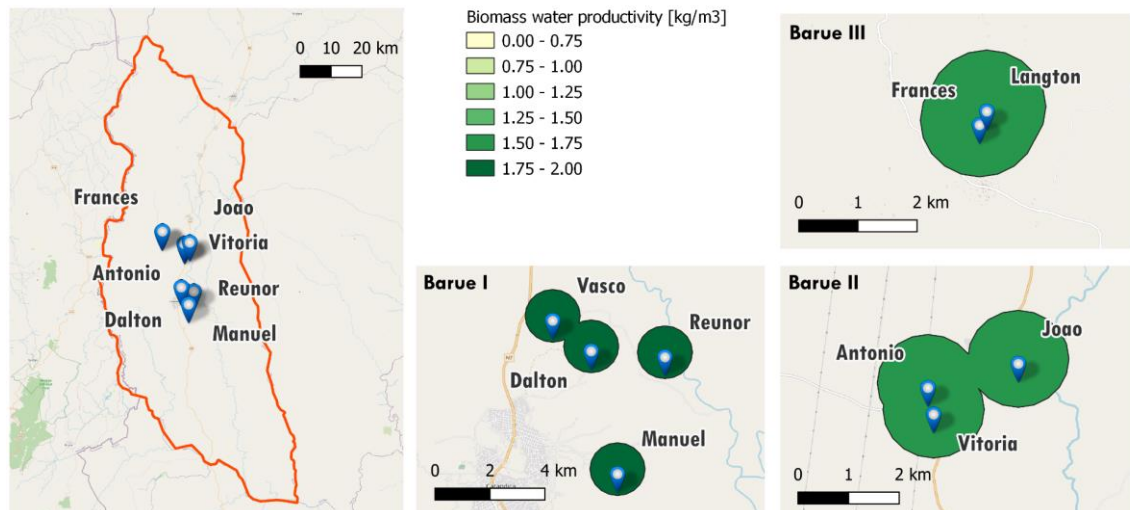 0 10 20 km
Frances
Joao
Vitoria
Antonio
Reunor
Dalton
Manuel
Biomass water productivity [kg/m3]
0.00 - 0.75
0.75 - 1.00
1.00 - 1.25
1.25 - 1.50
1.50 - 1.75
1.75 - 2.00
Barue III
Langton
Frances
0 1 2 km
Barue I
Vasco
Reunor
Dalton
Manuel
0 2 4 km
Barue II
Joao
Antonio
Vitoria
0 1 2 km